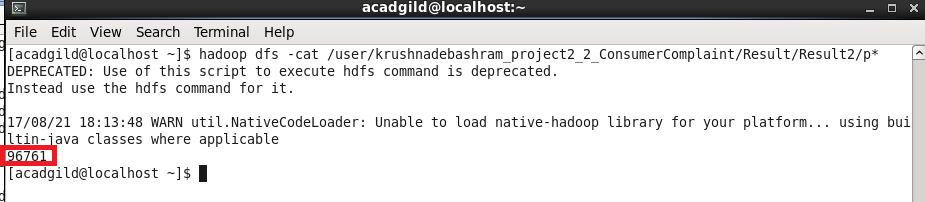 acadgild@localhost:~
File Edit View Search Terminal Help
[acadgild@localhost ~]$ hadoop dfs -cat /user/krushnadebashram_project2_2_ConsumerComplaint/Result/Result2/p*
DEPRECATED: Use of this script to execute hdfs command is deprecated.
Instead use the hdfs command for it.
17/08/21 18:13:48 WARN util.NativeCodeLoader: Unable to load native-hadoop library for your platform... using bui
ltin-java classes where applicable
96761
[acadgild@localhost ~]$